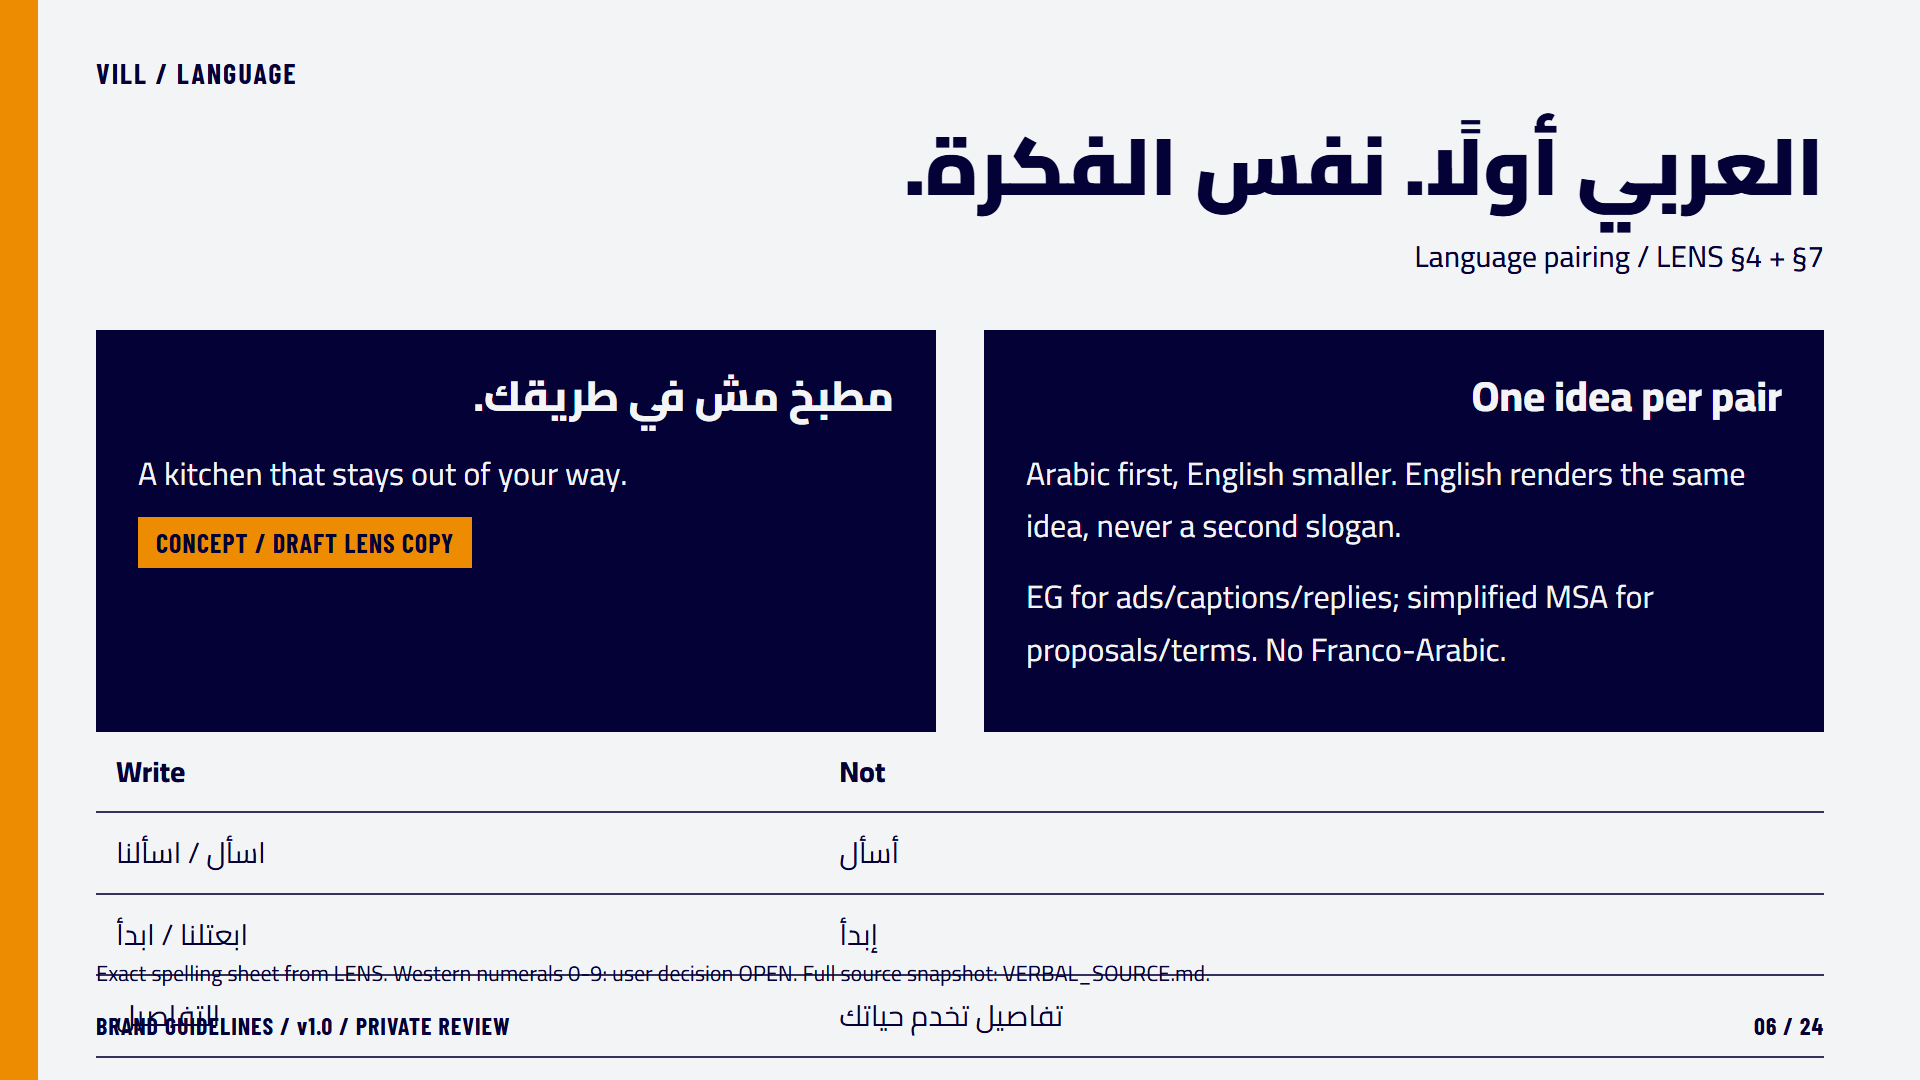 VILL / LANGUAGE
العربي أولًا. نفس الفكرة.
Language pairing / LENS §4 + §7
مطبخ مش في طريقك.
A kitchen that stays out of your way.
CONCEPT / DRAFT LENS COPY
One idea per pair
Arabic first, English smaller. English renders the same
idea, never a second slogan.
EG for ads/captions/replies; simplified MSA for
proposals/terms. No Franco-Arabic.
Write
Not
اسأل / اسألنا
أسأل
ابعتلنا / ابدأ
إبدأ
Exact spelling sheet from LENS. Western numerals 0–9: user decision OPEN. Full source snapshot: VERBAL_SOURCE.md.
التفاصيل
تفاصيل تخدم حياتك
BRAND GUIDELINES / v1.0 / PRIVATE REVIEW
06 / 24